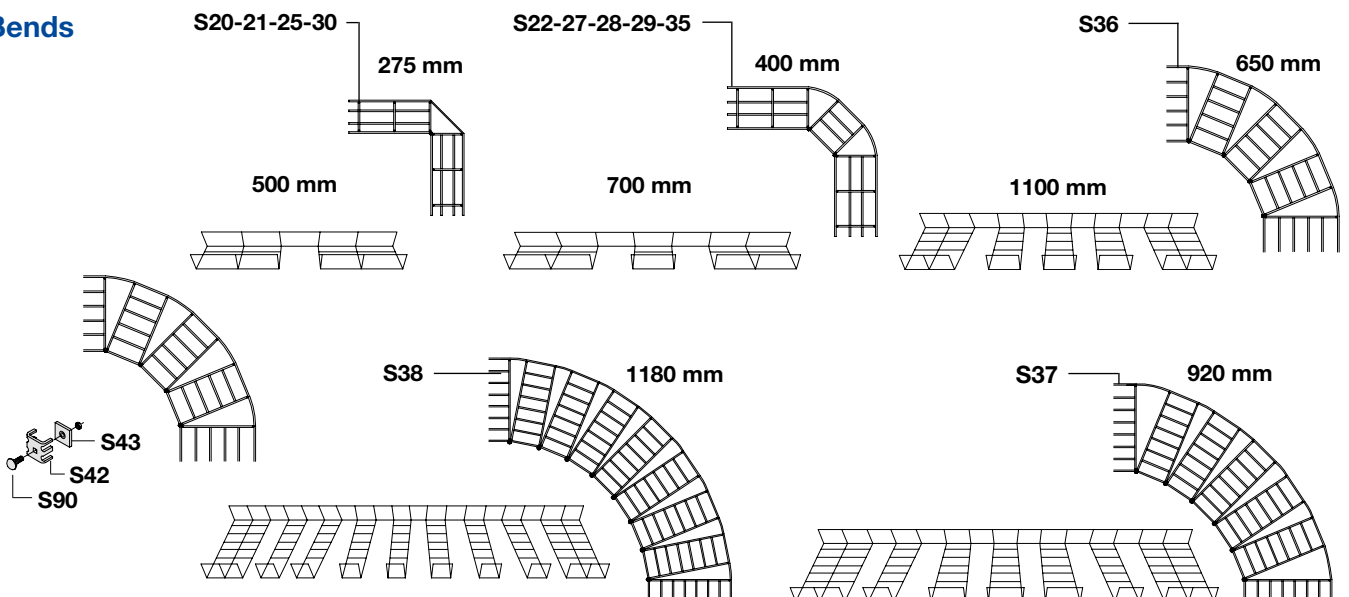 Bends
S20-21-25-30
275 mm
500 mm
S22-27-28-29-35
400 mm
700 mm
S36
650 mm
1100 mm
S43
S42
S90
S38
1180 mm
S37
920 mm